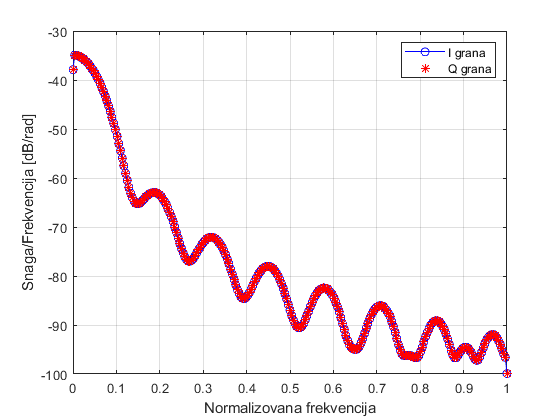 -30
-40
-50
-60
-70
-80
-90
-100
Snaga/Frekvencija [dB/rad]
I grana
Q grana
0 0.1 0.2 0.3 0.4 0.5 0.6 0.7 0.8 0.9 1
Normalizovana frekvencija